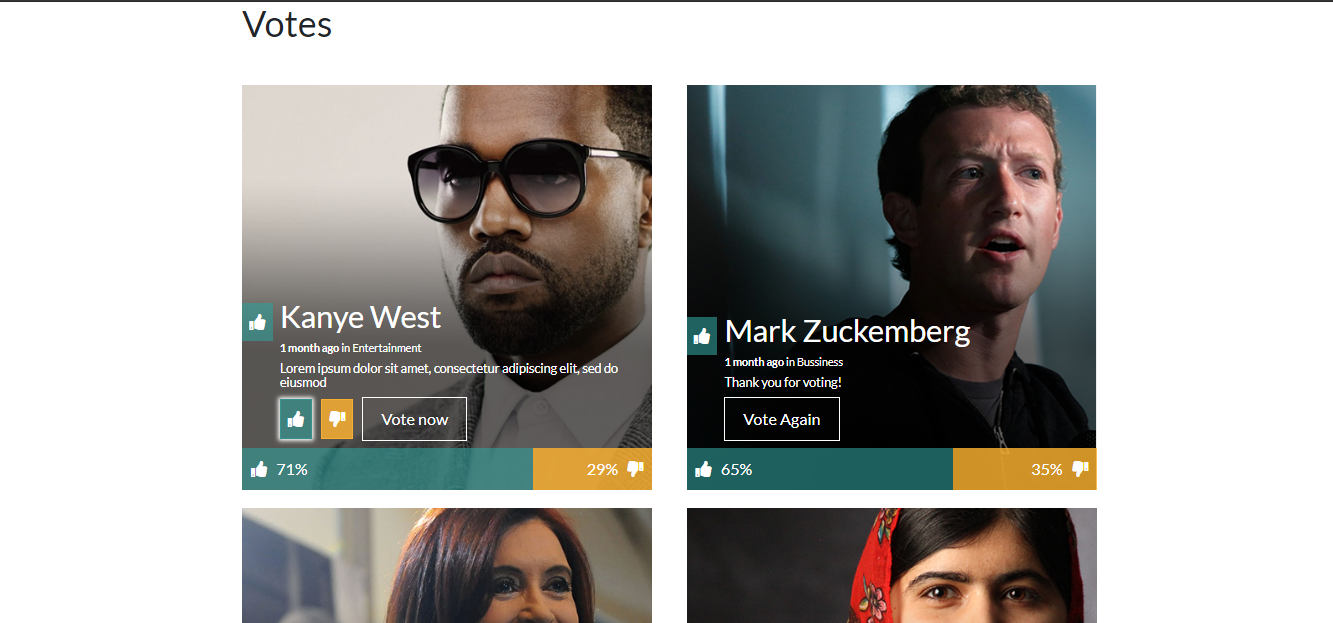 Votes
Kanye West
1 month ago in Entertainment
Lorem ipsum dolor sit amet, consectetur adipiscing elit, sed do
eiusmod
Vote now
71%
29%
Mark Zuckemberg
1 month ago in Bussiness
Thank you for voting!
Vote Again
65%
35%